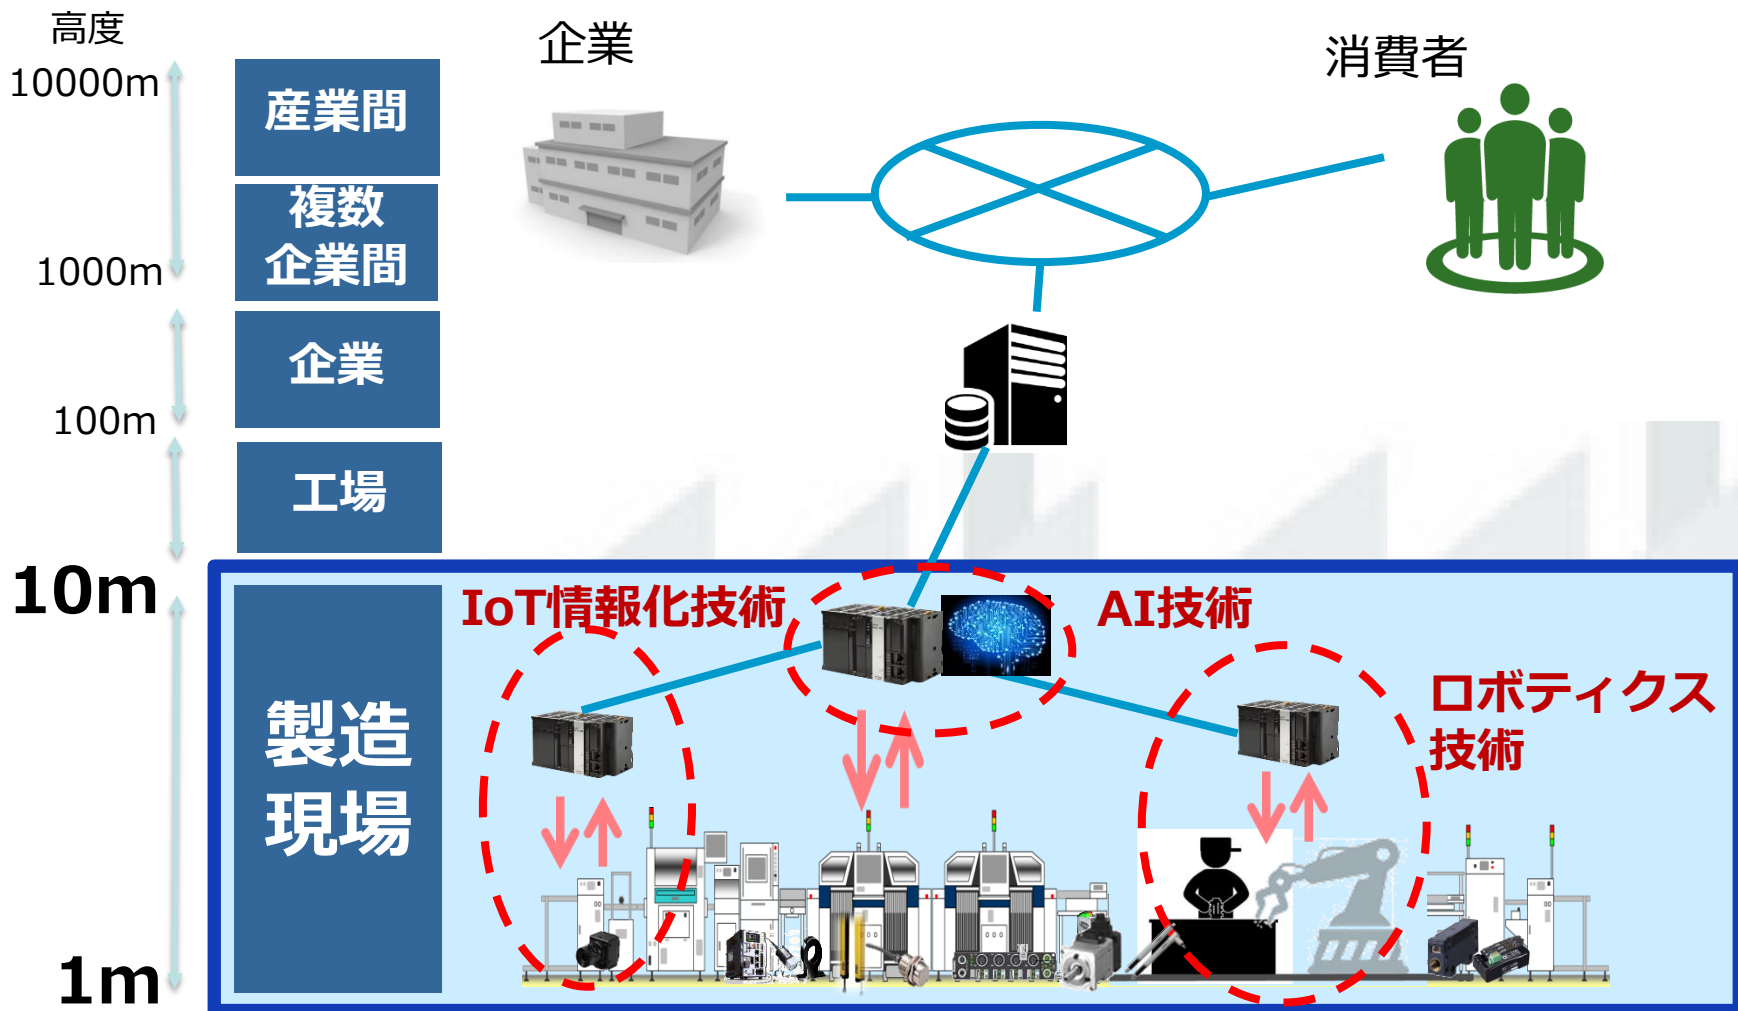 高度
10000m
1000m
100m
10m
1m
産業間
複数
企業間
企業
工場
製造
現場
企業
消費者
IoT情報化技術
AI技術
ロボティクス
技術